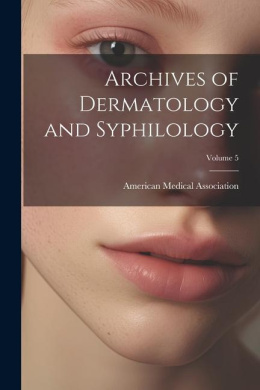 Archives of
Dermatology
and Syphilology
Volume 5
American Medical Association